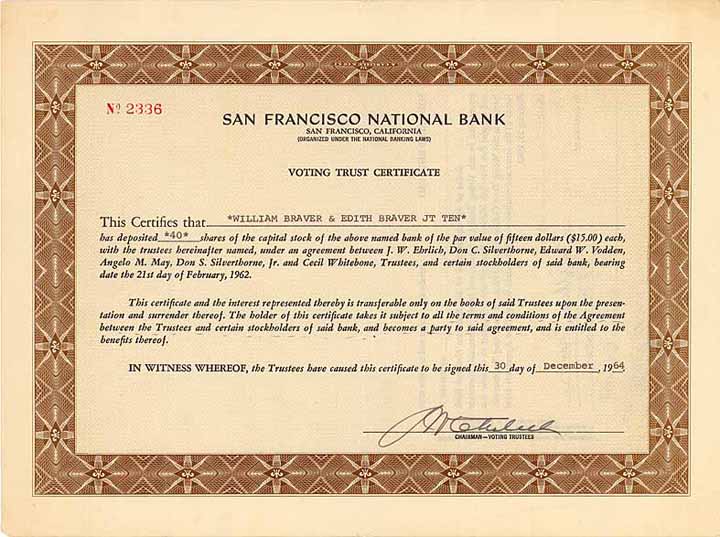 Nº 2336
SAN FRANCISCO NATIONAL BANK
SAN FRANCISCO, CALIFORNIA
(ORGANIZED UNDER THE NATIONAL BANKING LAWS)
VOTING TRUST CERTIFICATE
This Certifies that *WILLIAM BRAVER & EDITH BRAVER JT TEN*
has deposited *40* shares of the capital stock of the above named bank of the par value of fifteen dollars ($15.00) each,
with the trustees hereinafter named, under an agreement between J. W. Ehrlich, Don C. Silverthorne, Edward W. Vodden,
Angelo M. May, Don S. Silverthorne, Jr. and Cecil Whitebone, Trustees, and certain stockholders of said bank, bearing
date the 21st day of February, 1962.
This certificate and the interest represented thereby is transferable only on the books of said Trustees upon the presen-
tation and surrender thereof. The holder of this certificate takes it subject to all the terms and conditions of the Agreement
between the Trustees and certain stockholders of said bank, and becomes a party to said agreement, and is entitled to the
benefits thereof.
IN WITNESS WHEREOF, the Trustees have caused this certificate to be signed this 30 day of December, 1964
CHAIRMAN—VOTING TRUSTEES